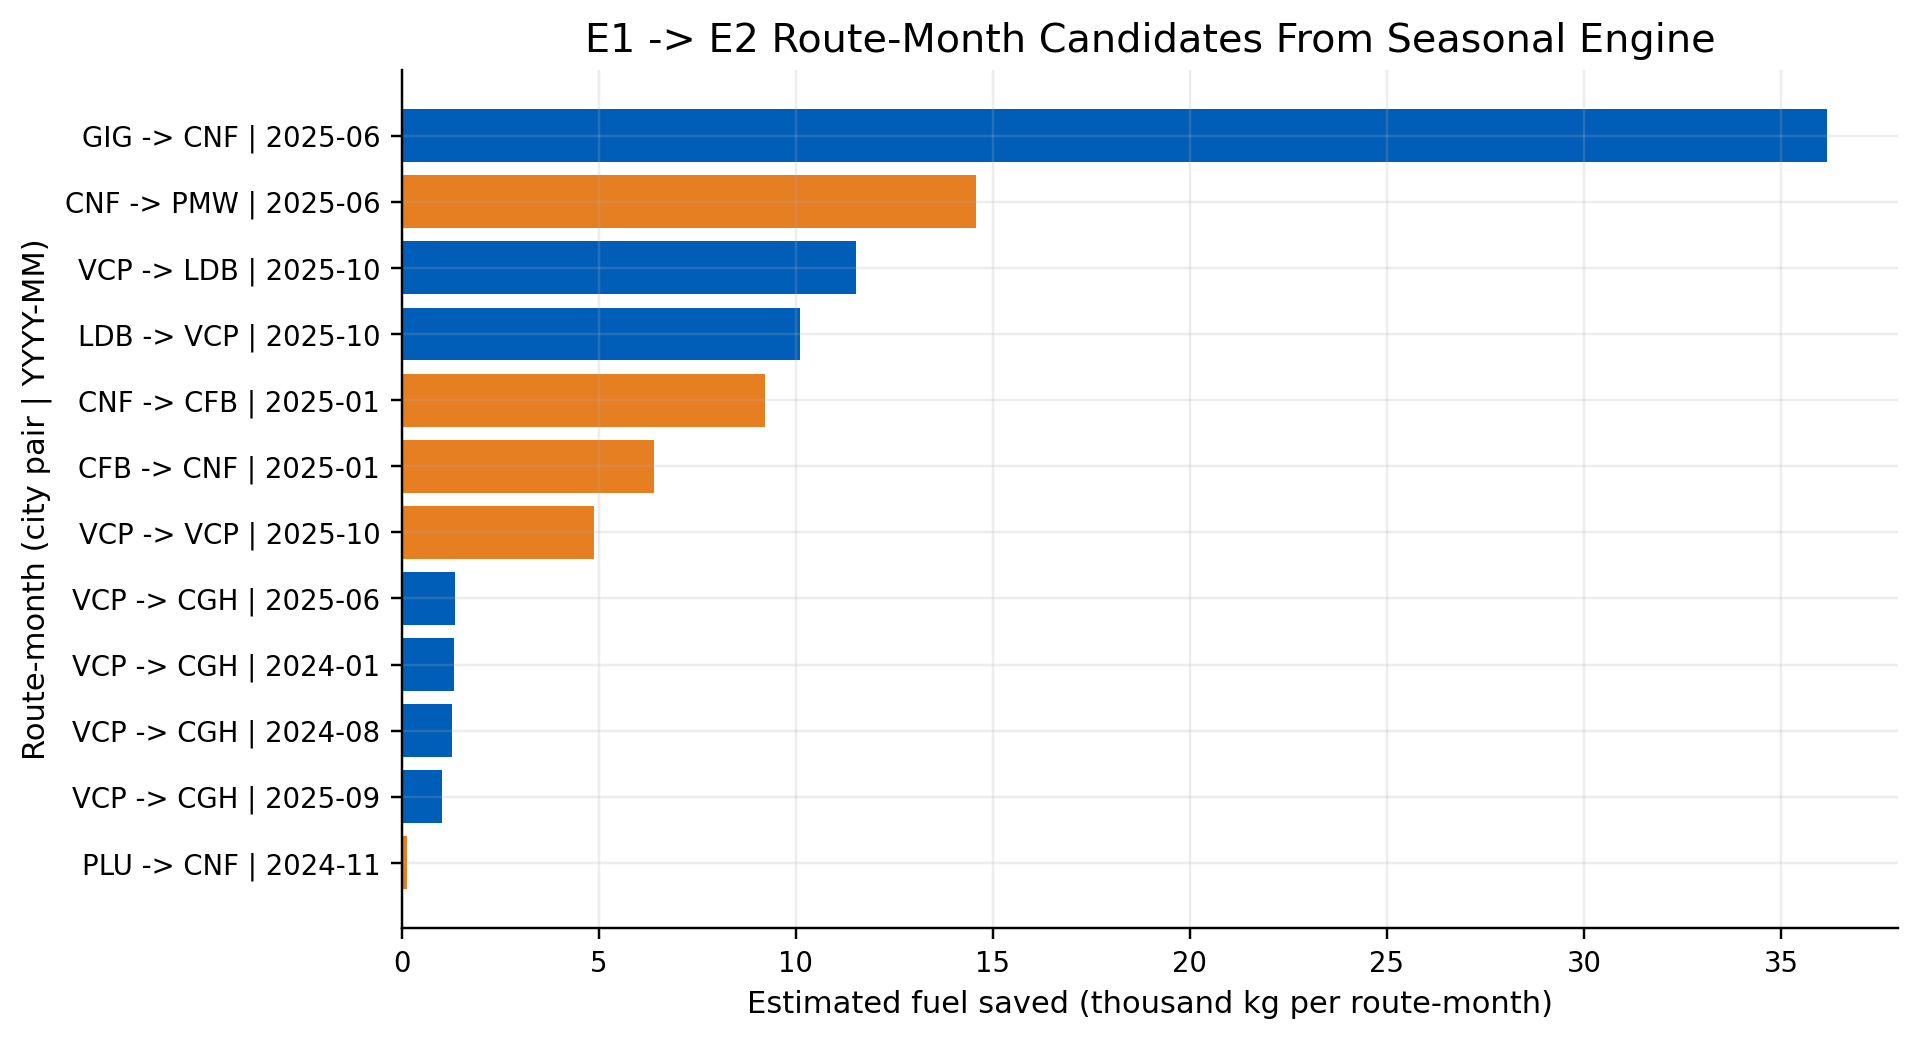 E1 -> E2 Route-Month Candidates From Seasonal Engine
Route-month (city pair | YYYY-MM)
GIG -> CNF | 2025-06
CNF -> PMW | 2025-06
VCP -> LDB | 2025-10
LDB -> VCP | 2025-10
CNF -> CFB | 2025-01
CFB -> CNF | 2025-01
VCP -> VCP | 2025-10
VCP -> CGH | 2025-06
VCP -> CGH | 2024-01
VCP -> CGH | 2024-08
VCP -> CGH | 2025-09
PLU -> CNF | 2024-11
0 5 10 15 20 25 30 35
Estimated fuel saved (thousand kg per route-month)